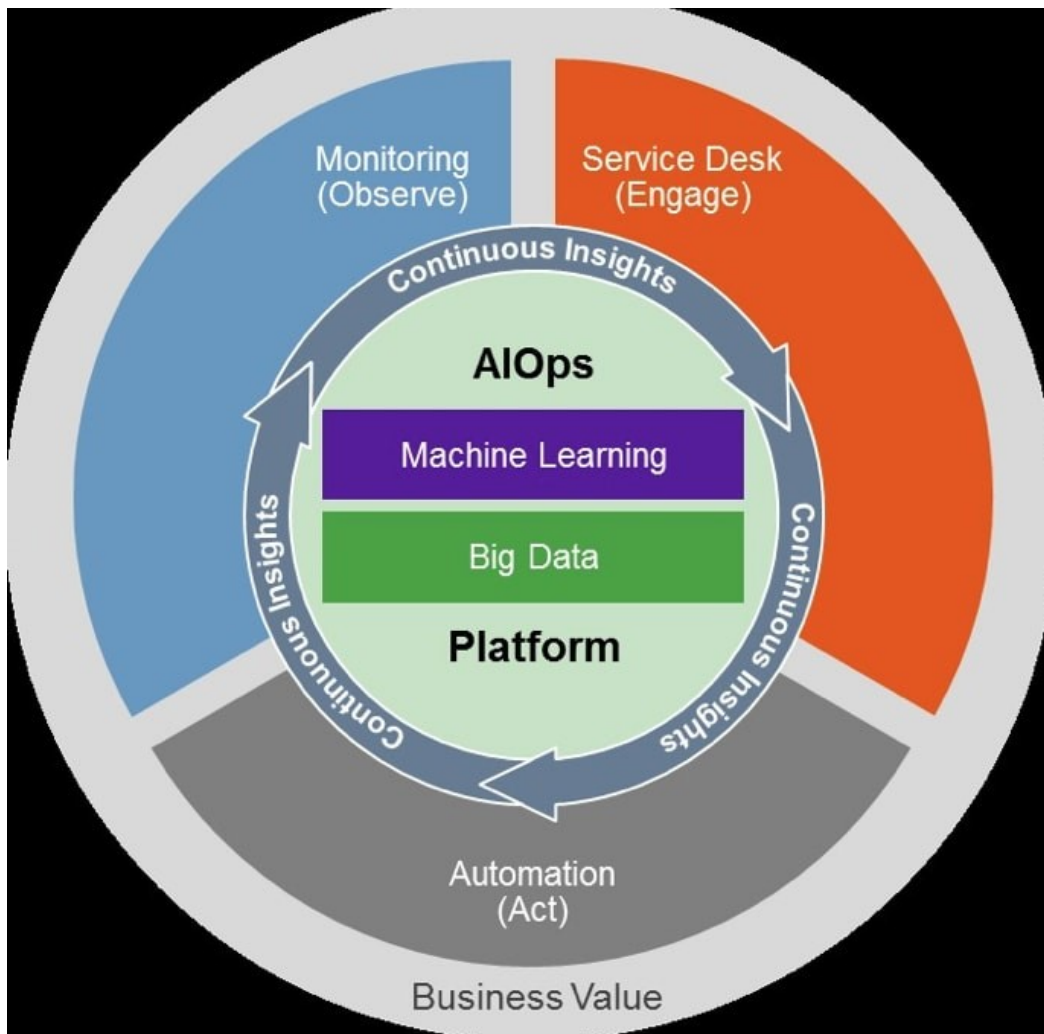 Monitoring
(Observe)
Service Desk
(Engage)
Continuous Insights
AIOps
Machine Learning
Big Data
Platform
Continuous Insights
Continuous Insights
Automation
(Act)
Business Value